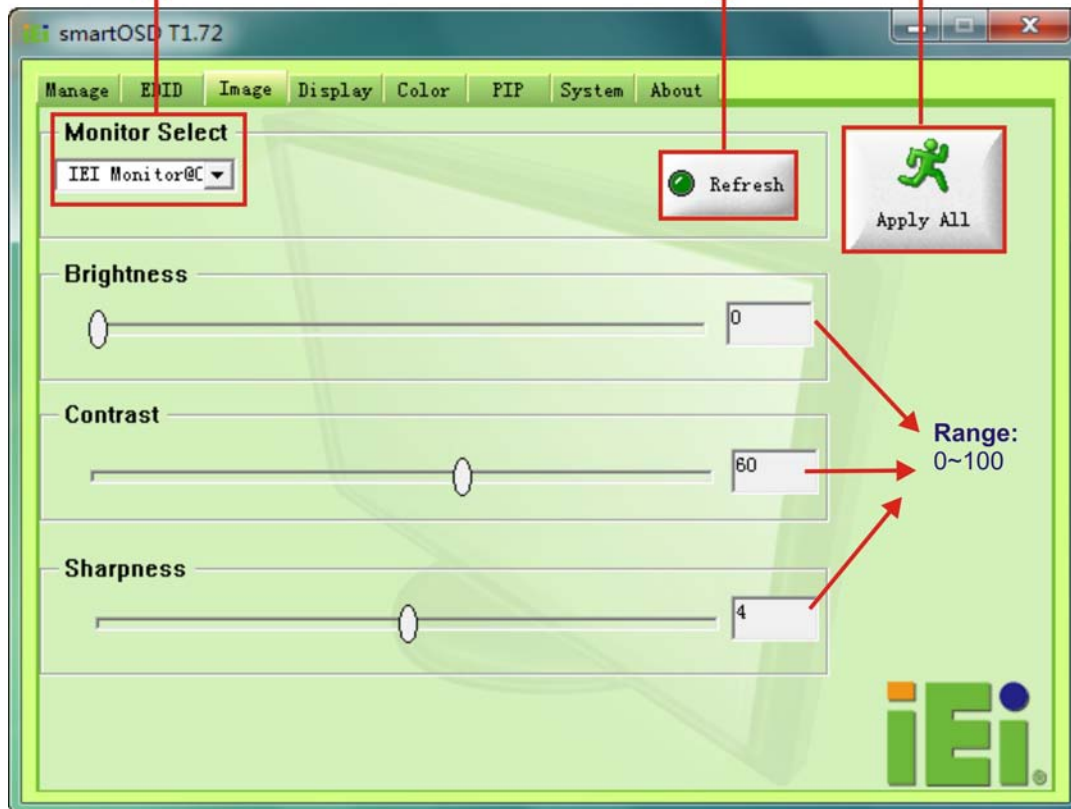 smartOSD T1.72
Manage EDID Image Display Color PIP System About
Monitor Select
IEI Monitor@C
Refresh
Apply All
Brightness
0
Contrast
60
Range:
0~100
Sharpness
4
iEi®